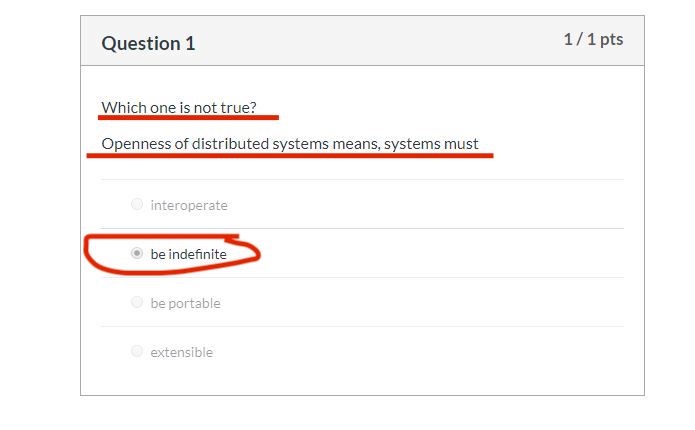 Question 1
1 / 1 pts
Which one is not true?
Openness of distributed systems means, systems must
interoperate
be indefinite
be portable
extensible